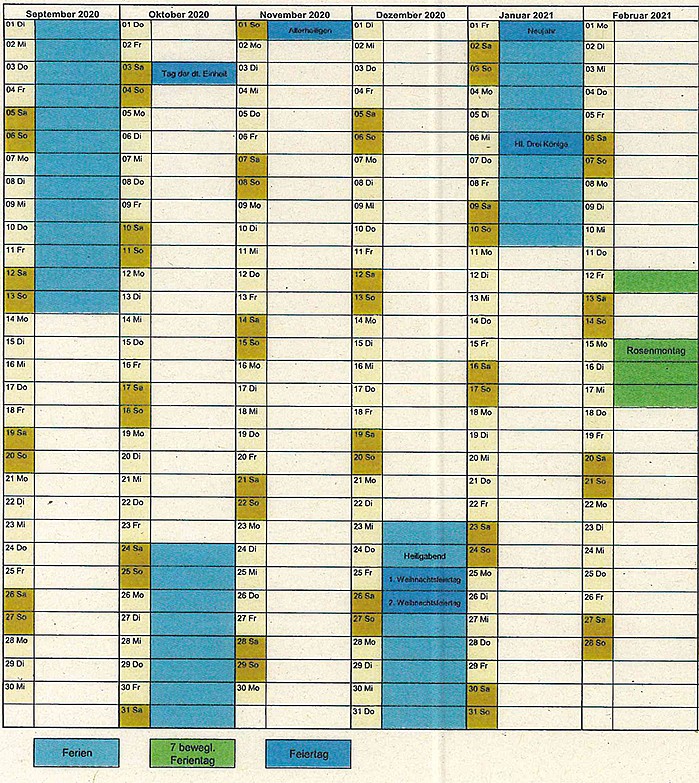 September 2020
01 Di
02 Mi
03 Do
04 Fr
05 Sa
06 So
07 Mo
08 Di
09 Mi
10 Do
11 Fr
12 Sa
13 So
14 Mo
15 Di
16 Mi
17 Do
18 Fr
19 Sa
20 So
21 Mo
22 Di
23 Mi
24 Do
25 Fr
26 Sa
27 So
28 Mo
29 Di
30 Mi
Oktober 2020
01 Do
02 Fr
03 Sa Tag der dt. Einheit
04 So
05 Mo
06 Di
07 Mi
08 Do
09 Fr
10 Sa
11 So
12 Mo
13 Di
14 Mi
15 Do
16 Fr
17 Sa
18 So
19 Mo
20 Di
21 Mi
22 Do
23 Fr
24 Sa
25 So
26 Mo
27 Di
28 Mi
29 Do
30 Fr
31 Sa
November 2020
01 So Allerheiligen
02 Mo
03 Di
04 Mi
05 Do
06 Fr
07 Sa
08 So
09 Mo
10 Di
11 Mi
12 Do
13 Fr
14 Sa
15 So
16 Mo
17 Di
18 Mi
19 Do
20 Fr
21 Sa
22 So
23 Mo
24 Di
25 Mi
26 Do
27 Fr
28 Sa
29 So
30 Mo
Dezember 2020
01 Di
02 Mi
03 Do
04 Fr
05 Sa
06 So
07 Mo
08 Di
09 Mi
10 Do
11 Fr
12 Sa
13 So
14 Mo
15 Di
16 Mi
17 Do
18 Fr
19 Sa
20 So
21 Mo
22 Di
23 Mi
24 Do Heiligabend
25 Fr 1. Weihnachtsfeiertag
26 Sa 2. Weihnachtsfeiertag
27 So
28 Mo
29 Di
30 Mi
31 Do
Januar 2021
01 Fr Neujahr
02 Sa
03 So
04 Mo
05 Di
06 Mi Hl. Drei Könige
07 Do
08 Fr
09 Sa
10 So
11 Mo
12 Di
13 Mi
14 Do
15 Fr
16 Sa
17 So
18 Mo
19 Di
20 Mi
21 Do
22 Fr
23 Sa
24 So
25 Mo
26 Di
27 Mi
28 Do
29 Fr
30 Sa
31 So
Februar 2021
01 Mo
02 Di
03 Mi
04 Do
05 Fr
06 Sa
07 So
08 Mo
09 Di
10 Mi
11 Do
12 Fr
13 Sa
14 So
15 Mo Rosenmontag
16 Di
17 Mi
18 Do
19 Fr
20 Sa
21 So
22 Mo
23 Di
24 Mi
25 Do
26 Fr
27 Sa
28 So
Ferien
7 bewegl.
Ferientag
Feiertag